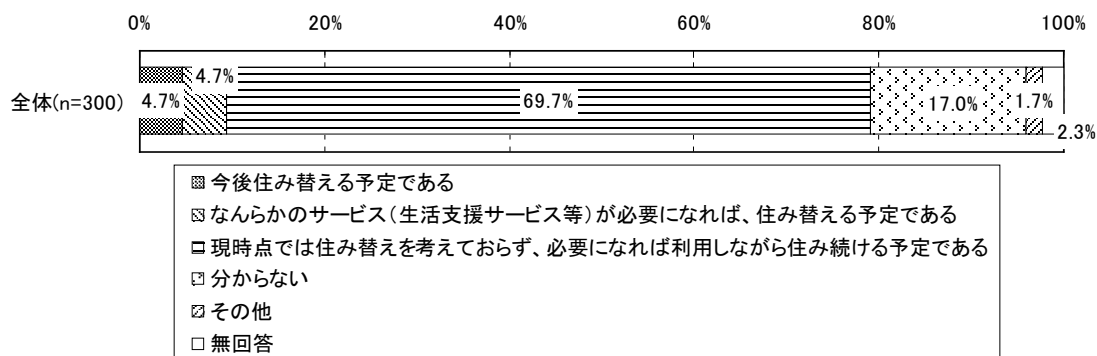 0% 20% 40% 60% 80% 100%
全体(n=300) 4.7% 4.7% 69.7% 17.0% 1.7% 2.3%
今後住み替える予定である
なんらかのサービス（生活支援サービス等）が必要になれば、住み替える予定である
現時点では住み替えを考えておらず、必要になれば利用しながら住み続ける予定である
分からない
その他
無回答